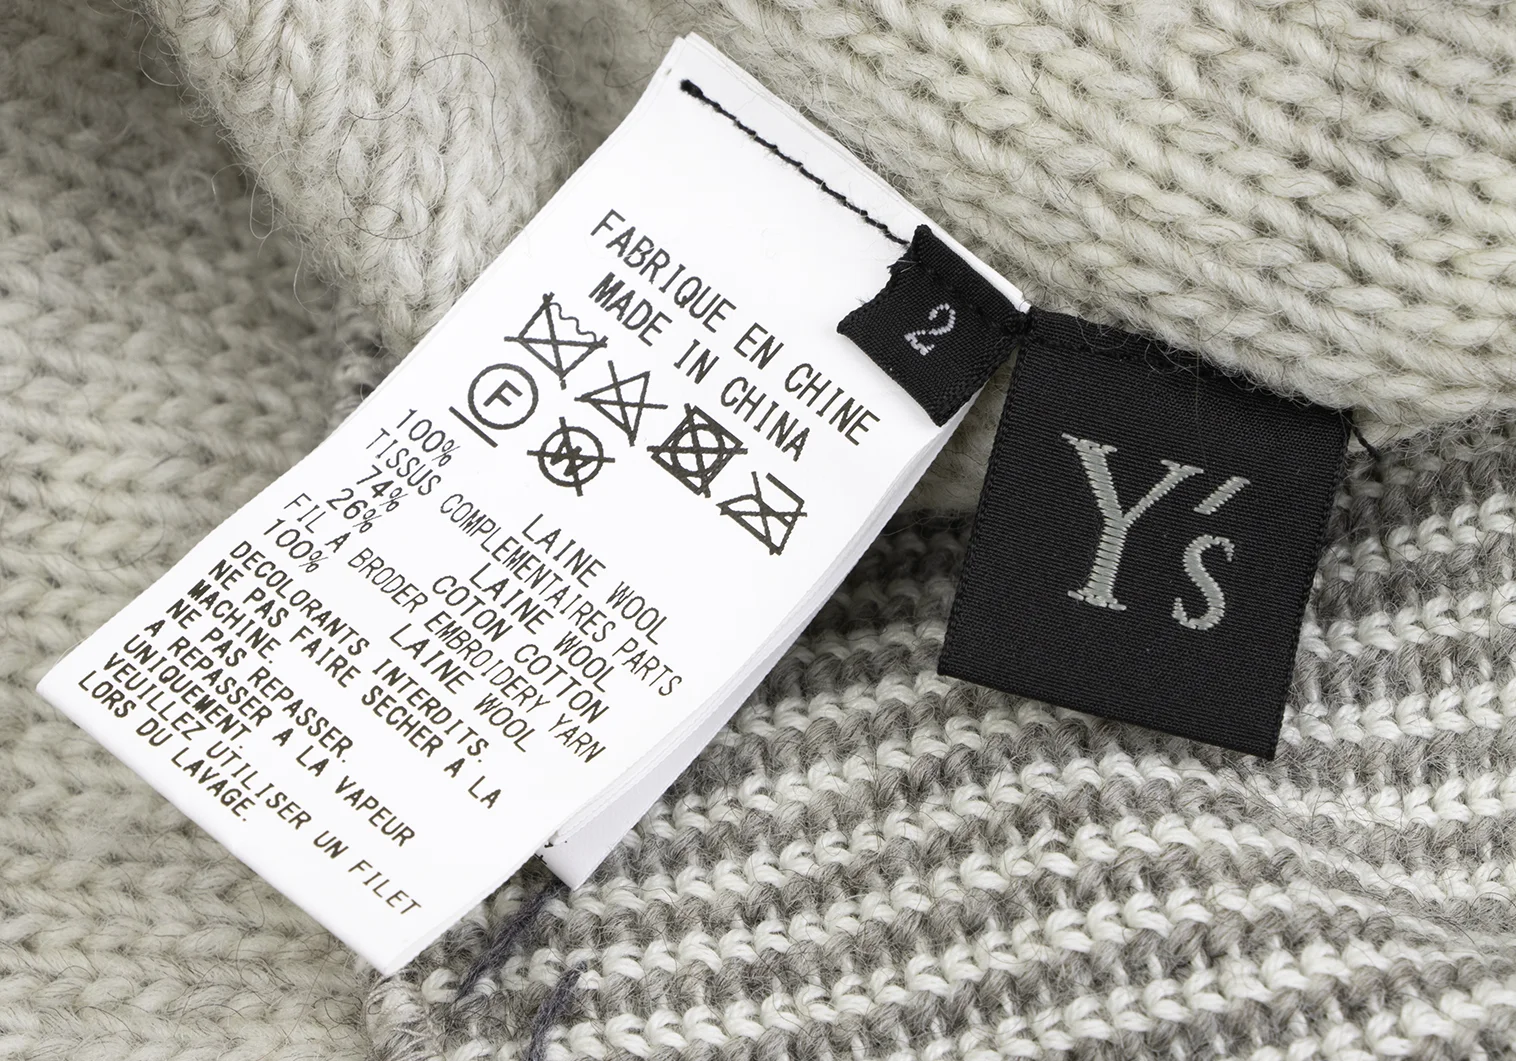 FABRIQUE EN CHINE
MADE IN CHINA
F
W
100% LAINE WOOL
TISSUS COMPLEMENTAIRES PARTS
74% LAINE WOOL
26% COTON COTTON
FIL A BRODER EMBROIDERY YARN
100% LAINE WOOL
DECOLORANTS INTERDITS.
NE PAS FAIRE SECHER A LA
MACHINE.
NE PAS REPASSER.
A REPASSER A LA VAPEUR
UNIQUEMENT.
VEUILLEZ UTILISER UN FILET
LORS DU LAVAGE.
2
Y's